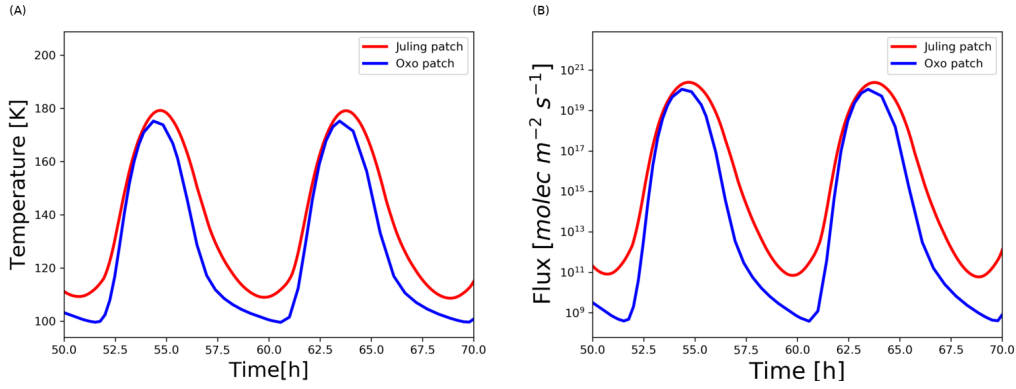 (A)
(B)
Juling patch
Oxo patch
Temperature [K]
200
180
160
140
120
100
50.0 52.5 55.0 57.5 60.0 62.5 65.0 67.5 70.0
Time[h]
Juling patch
Oxo patch
Flux [molec m⁻² s⁻¹]
10²¹
10¹⁹
10¹⁷
10¹⁵
10¹³
10¹¹
10⁹
50.0 52.5 55.0 57.5 60.0 62.5 65.0 67.5 70.0
Time [h]